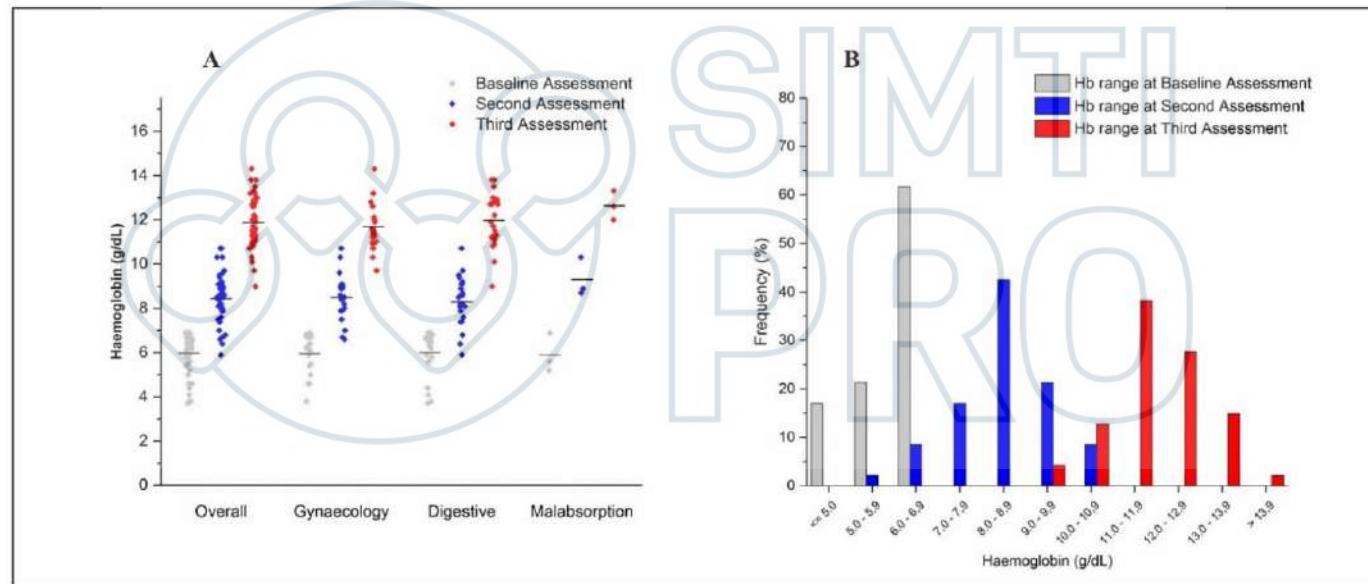 SIMTI
PRO
A
Baseline Assessment
Second Assessment
Third Assessment
Haemoglobin (g/dL)
16
14
12
10
8
6
4
2
0
Overall
Gynaecology
Digestive
Malabsorption
B
Hb range at Baseline Assessment
Hb range at Second Assessment
Hb range at Third Assessment
Frequency (%)
80
70
60
50
40
30
20
10
0
<= 5.0
5.0 - 5,9
6.0 - 6,9
7.0 - 7,9
8.0 - 8,9
9.0 - 9,9
10.0 - 10,9
11.0 - 11,9
12.0 - 12,9
13.0 - 13,9
> 13,9
Haemoglobin (g/dL)